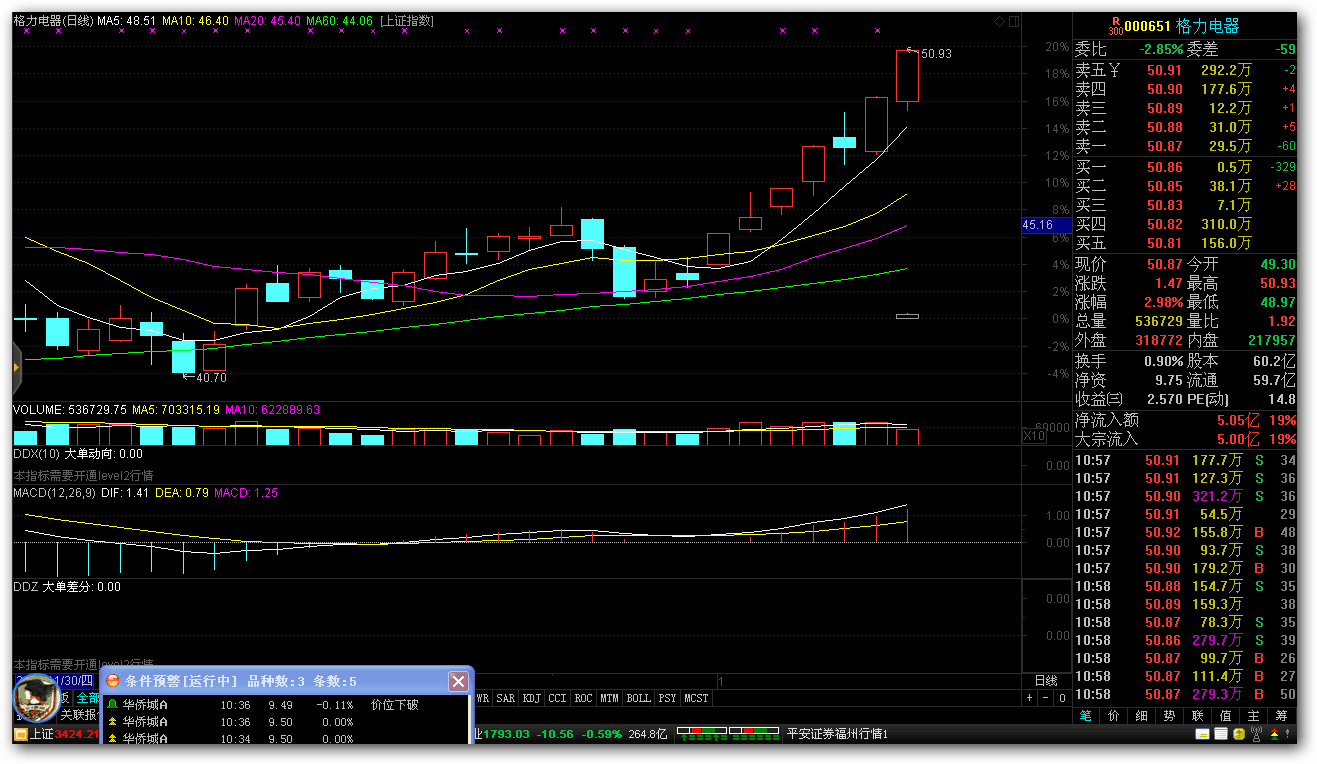 格力电器(日线) MA5: 48.51 MA10: 46.40 MA20: 45.40 MA60: 44.06 [上证指数]
50.93
40.70
20%
18%
16%
14%
12%
10%
8%
45.16
6%
4%
2%
0%
-2%
-4%
VOLUME: 536729.75 MA5: 703315.19 MA10: 622889.63
60000
X10
DDX(10) 大单动向: 0.00
0.00
本指标需要开通level2行情
MACD(12,26,9) DIF: 1.41 DEA: 0.79 MACD: 1.25
1.00
0.00
DDZ 大单差分: 0.00
0.00
0.00
本指标需要开通level2行情
11/30/四
1
日线
全部
WR SAR KDJ CCI ROC MTM BOLL PSY MCST
+ - 0
关联报
条件预警[运行中] 品种数:3 条数:5
华侨城A 10:36 9.49 -0.11% 价位下破
华侨城A 10:36 9.50 0.00%
华侨城A 10:34 9.50 0.00%
上证3424.21
1793.03 -10.56 -0.59% 264.8亿
平安证券福州行情1
R
300 000651 格力电器
委比 -2.85% 委差 -59
卖五¥ 50.91 292.2万 -2
卖四 50.90 177.6万 +4
卖三 50.89 12.2万 +1
卖二 50.88 31.0万 +5
卖一 50.87 29.5万 -60
买一 50.86 0.5万 -329
买二 50.85 38.1万 +28
买三 50.83 7.1万
买四 50.82 310.0万
买五 50.81 156.0万
现价 50.87 今开 49.30
涨跌 1.47 最高 50.93
涨幅 2.98% 最低 48.97
总量 536729 量比 1.92
外盘 318772 内盘 217957
换手 0.90% 股本 60.2亿
净资 9.75 流通 59.7亿
收益㈢ 2.570 PE(动) 14.8
净流入额 5.05亿 19%
大宗流入 5.00亿 19%
10:57 50.91 177.7万 S 34
10:57 50.91 127.3万 S 36
10:57 50.90 321.2万 S 36
10:57 50.91 54.5万 29
10:57 50.92 155.8万 B 48
10:57 50.90 93.7万 S 38
10:57 50.90 179.2万 B 30
10:58 50.88 154.7万 S 35
10:58 50.89 159.3万 38
10:58 50.87 78.3万 S 35
10:58 50.86 279.7万 S 39
10:58 50.87 99.7万 B 26
10:58 50.87 111.4万 B 27
10:58 50.87 279.3万 B 50
笔 价 细 势 联 值 主 筹